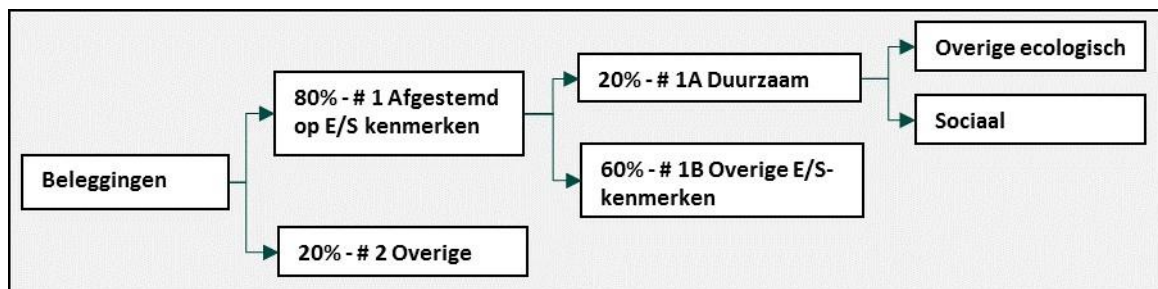 Beleggingen
80% - # 1 Afgestemd
op E/S kenmerken
20% - # 2 Overige
20% - # 1A Duurzaam
60% - # 1B Overige E/S-
kenmerken
Overige ecologisch
Sociaal